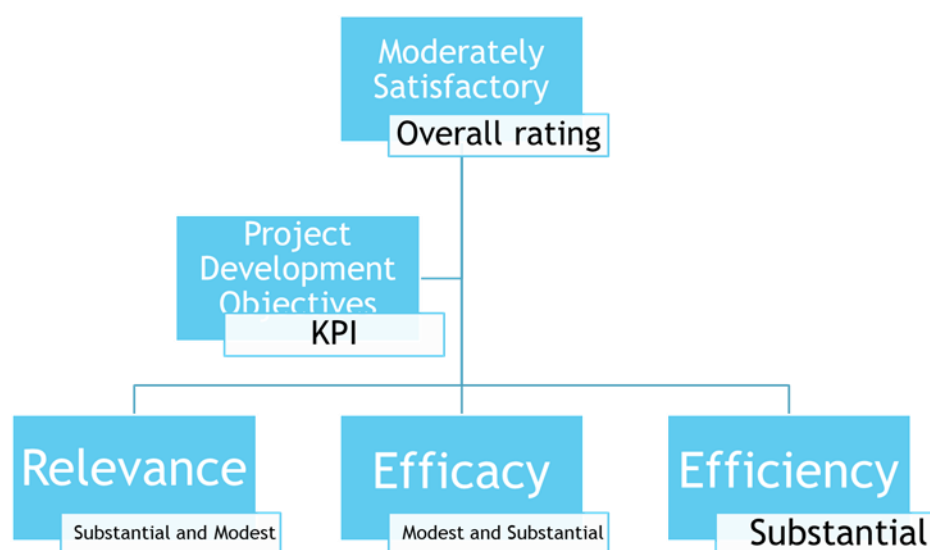 Moderately
Satisfactory
Overall rating
Project
Development
Objectives
KPI
Relevance
Substantial and Modest
Efficacy
Modest and Substantial
Efficiency
Substantial